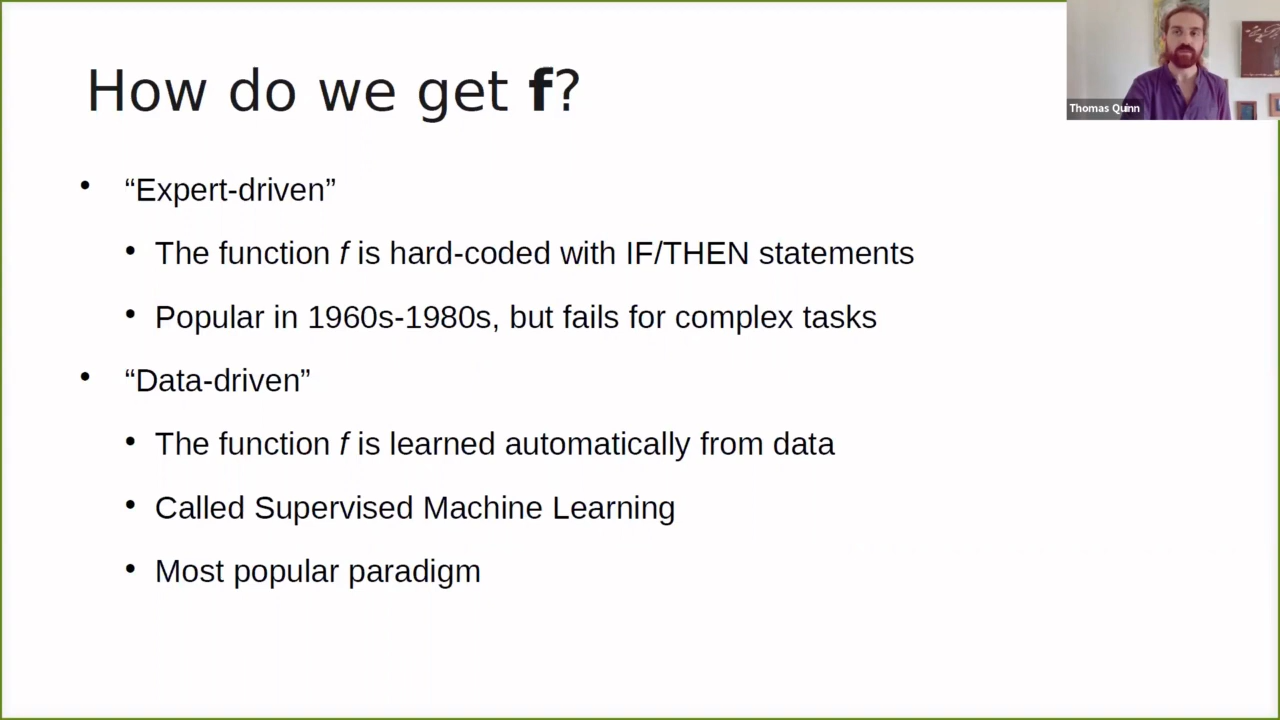 How do we get f?
Thomas Quinn
• “Expert-driven”
• The function f is hard-coded with IF/THEN statements
• Popular in 1960s-1980s, but fails for complex tasks
• “Data-driven”
• The function f is learned automatically from data
• Called Supervised Machine Learning
• Most popular paradigm